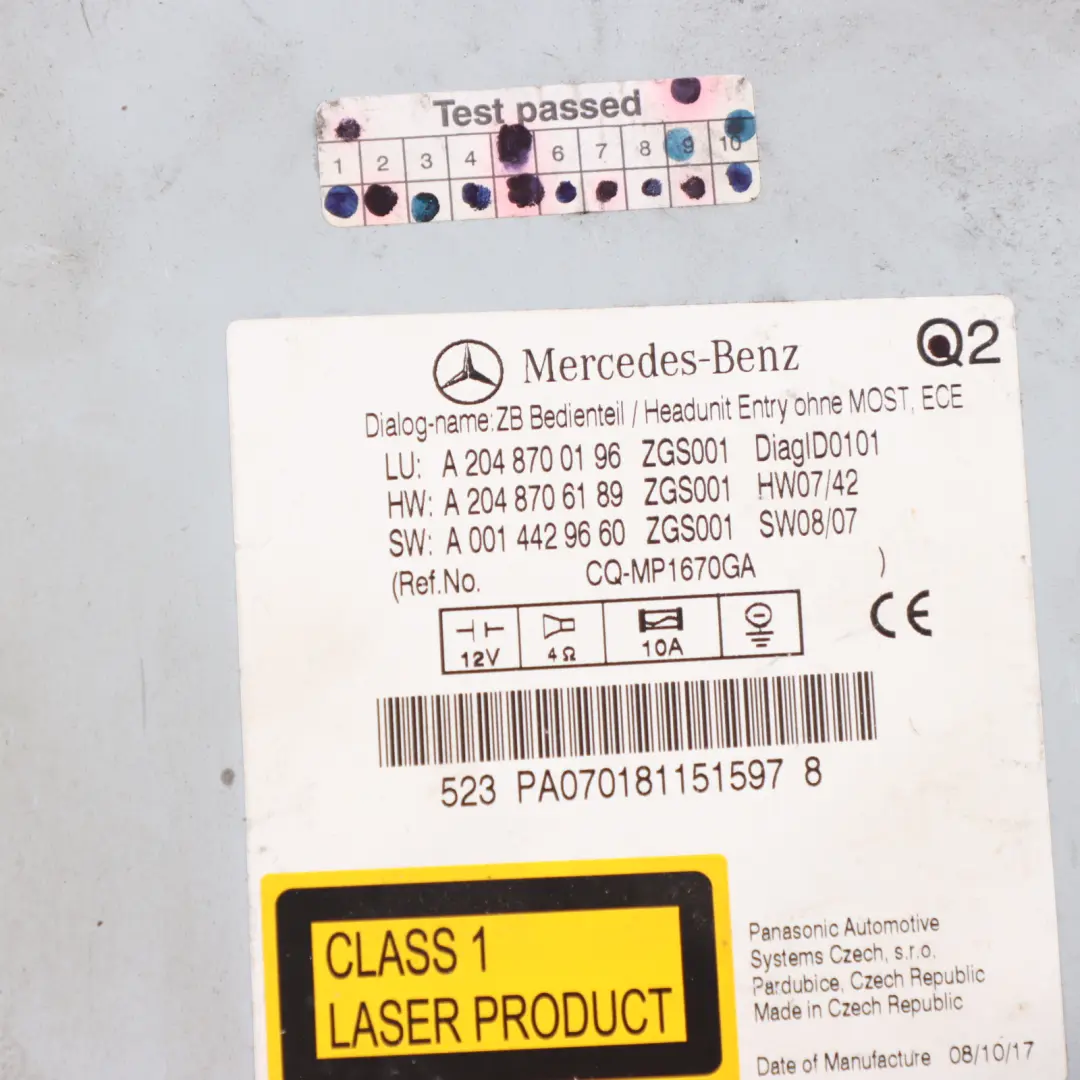 Test passed
1 2 3 4 6 7 8 9 10
Mercedes-Benz Q2
Dialog-name:ZB Bedienteil / Headunit Entry ohne MOST, ECE
LU: A 204 870 01 96 ZGS001 DiagID0101
HW: A 204 870 61 89 ZGS001 HW07/42
SW: A 001 442 96 60 ZGS001 SW08/07
(Ref.No. CQ-MP1670GA )
12V 4Ω 10A
CE
523 PA070181151597 8
CLASS 1
LASER PRODUCT
Panasonic Automotive
Systems Czech, s.r.o.
Pardubice, Czech Republic
Made in Czech Republic
Date of Manufacture 08/10/17